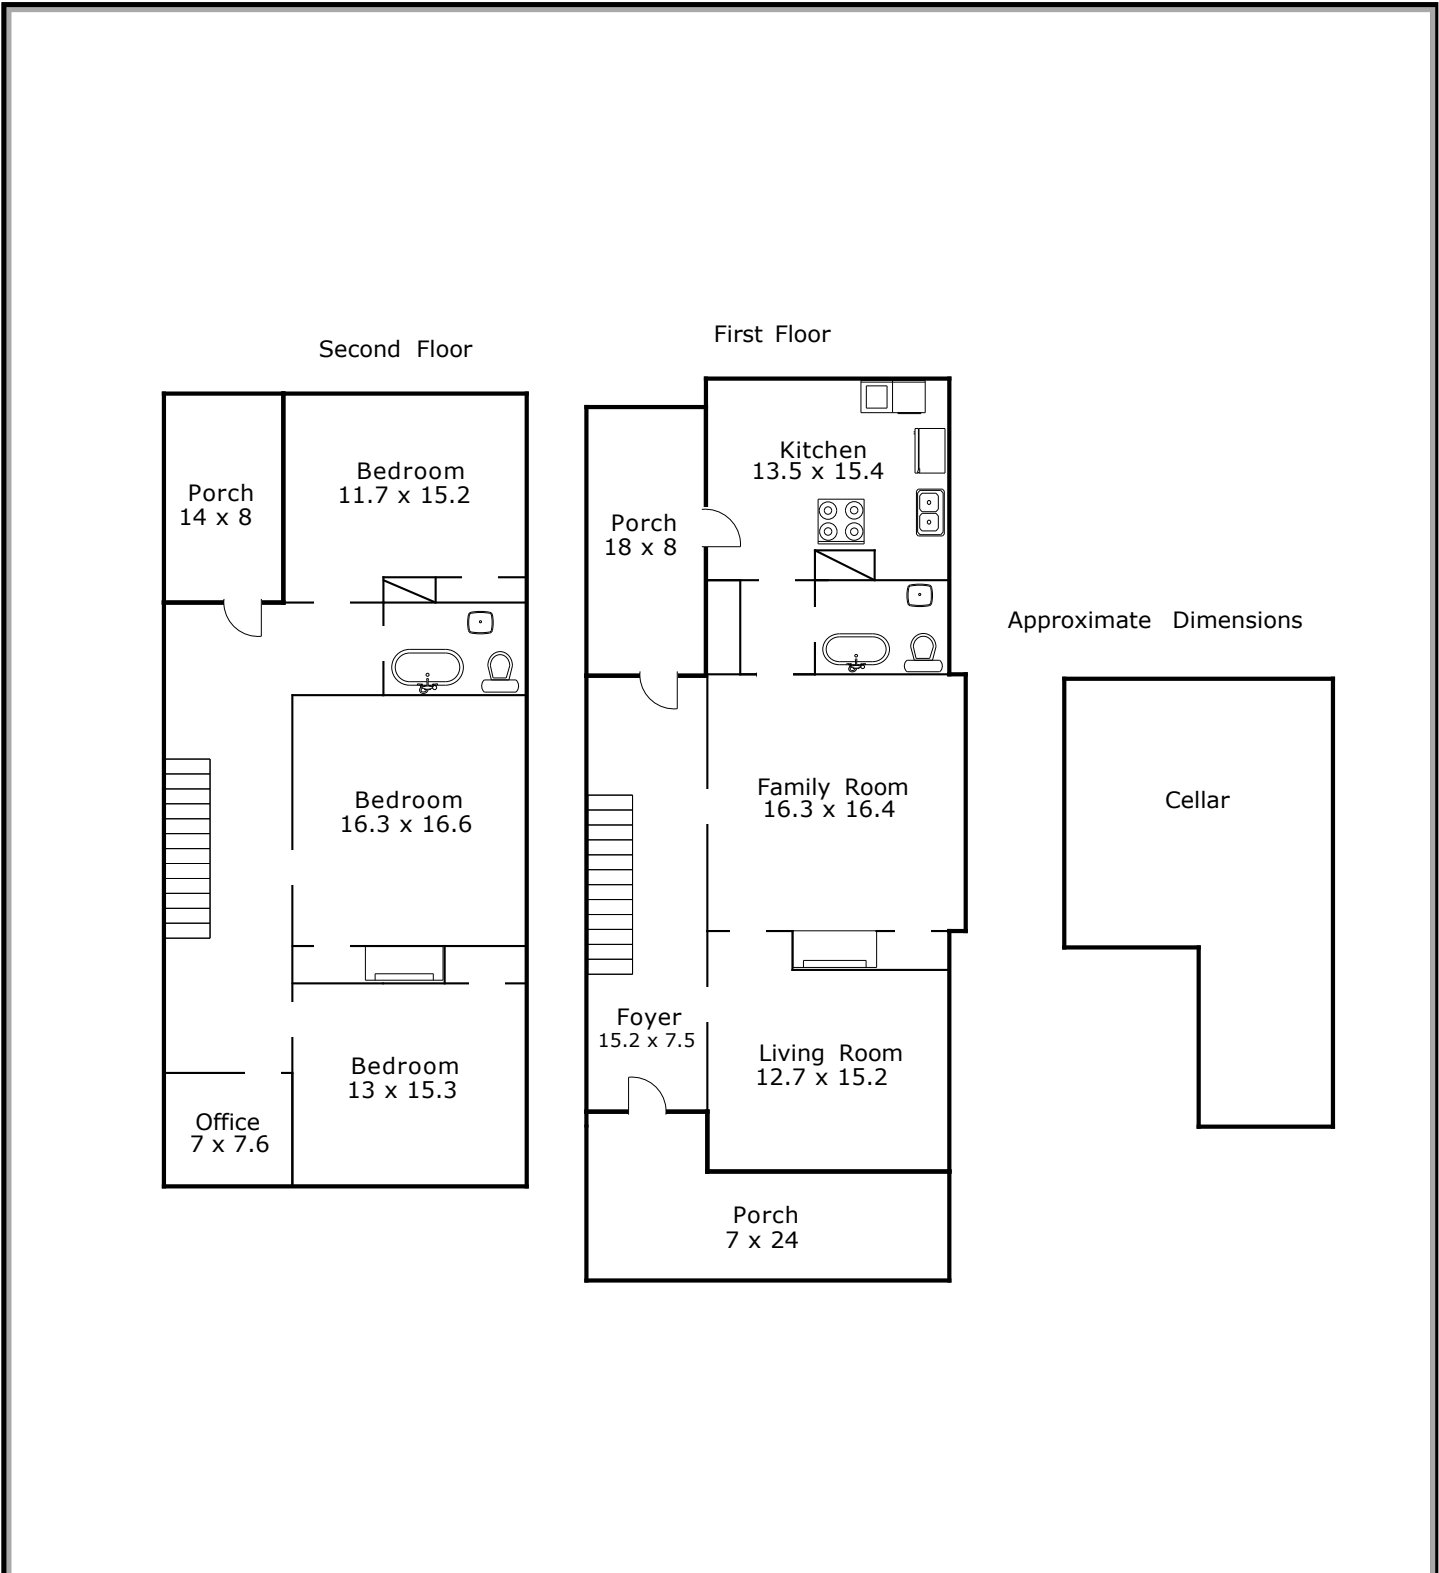 Second Floor
Porch
14 x 8
Bedroom
11.7 x 15.2
Bedroom
16.3 x 16.6
Bedroom
13 x 15.3
Office
7 x 7.6
First Floor
Kitchen
13.5 x 15.4
Porch
18 x 8
Family Room
16.3 x 16.4
Foyer
15.2 x 7.5
Living Room
12.7 x 15.2
Porch
7 x 24
Approximate Dimensions
Cellar